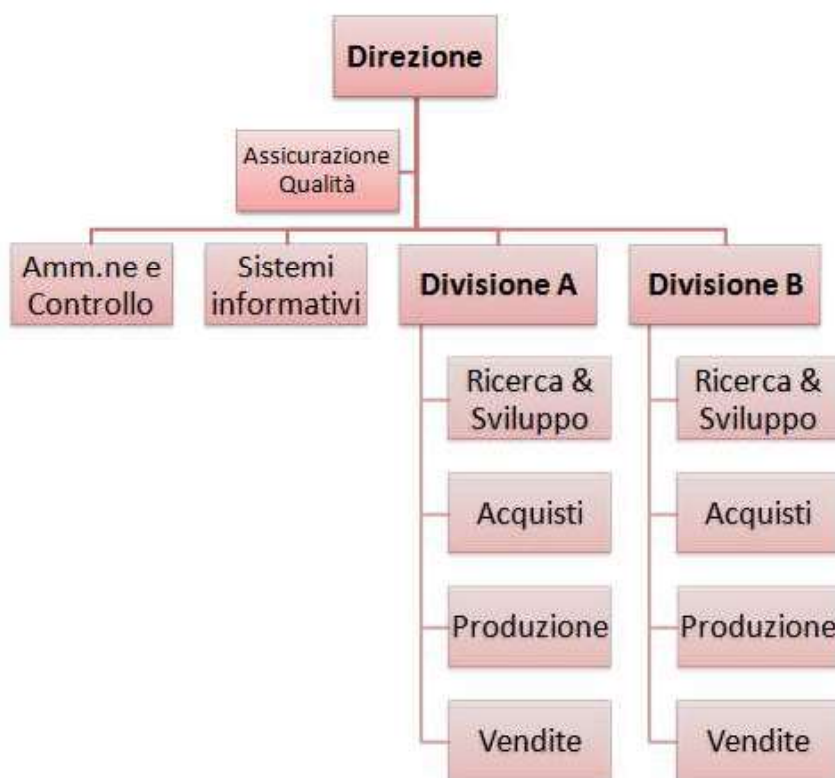 Direzione
Assicurazione
Qualità
Amm.ne e
Controllo
Sistemi
informativi
Divisione A
Divisione B
Ricerca &
Sviluppo
Ricerca &
Sviluppo
Acquisti
Acquisti
Produzione
Produzione
Vendite
Vendite